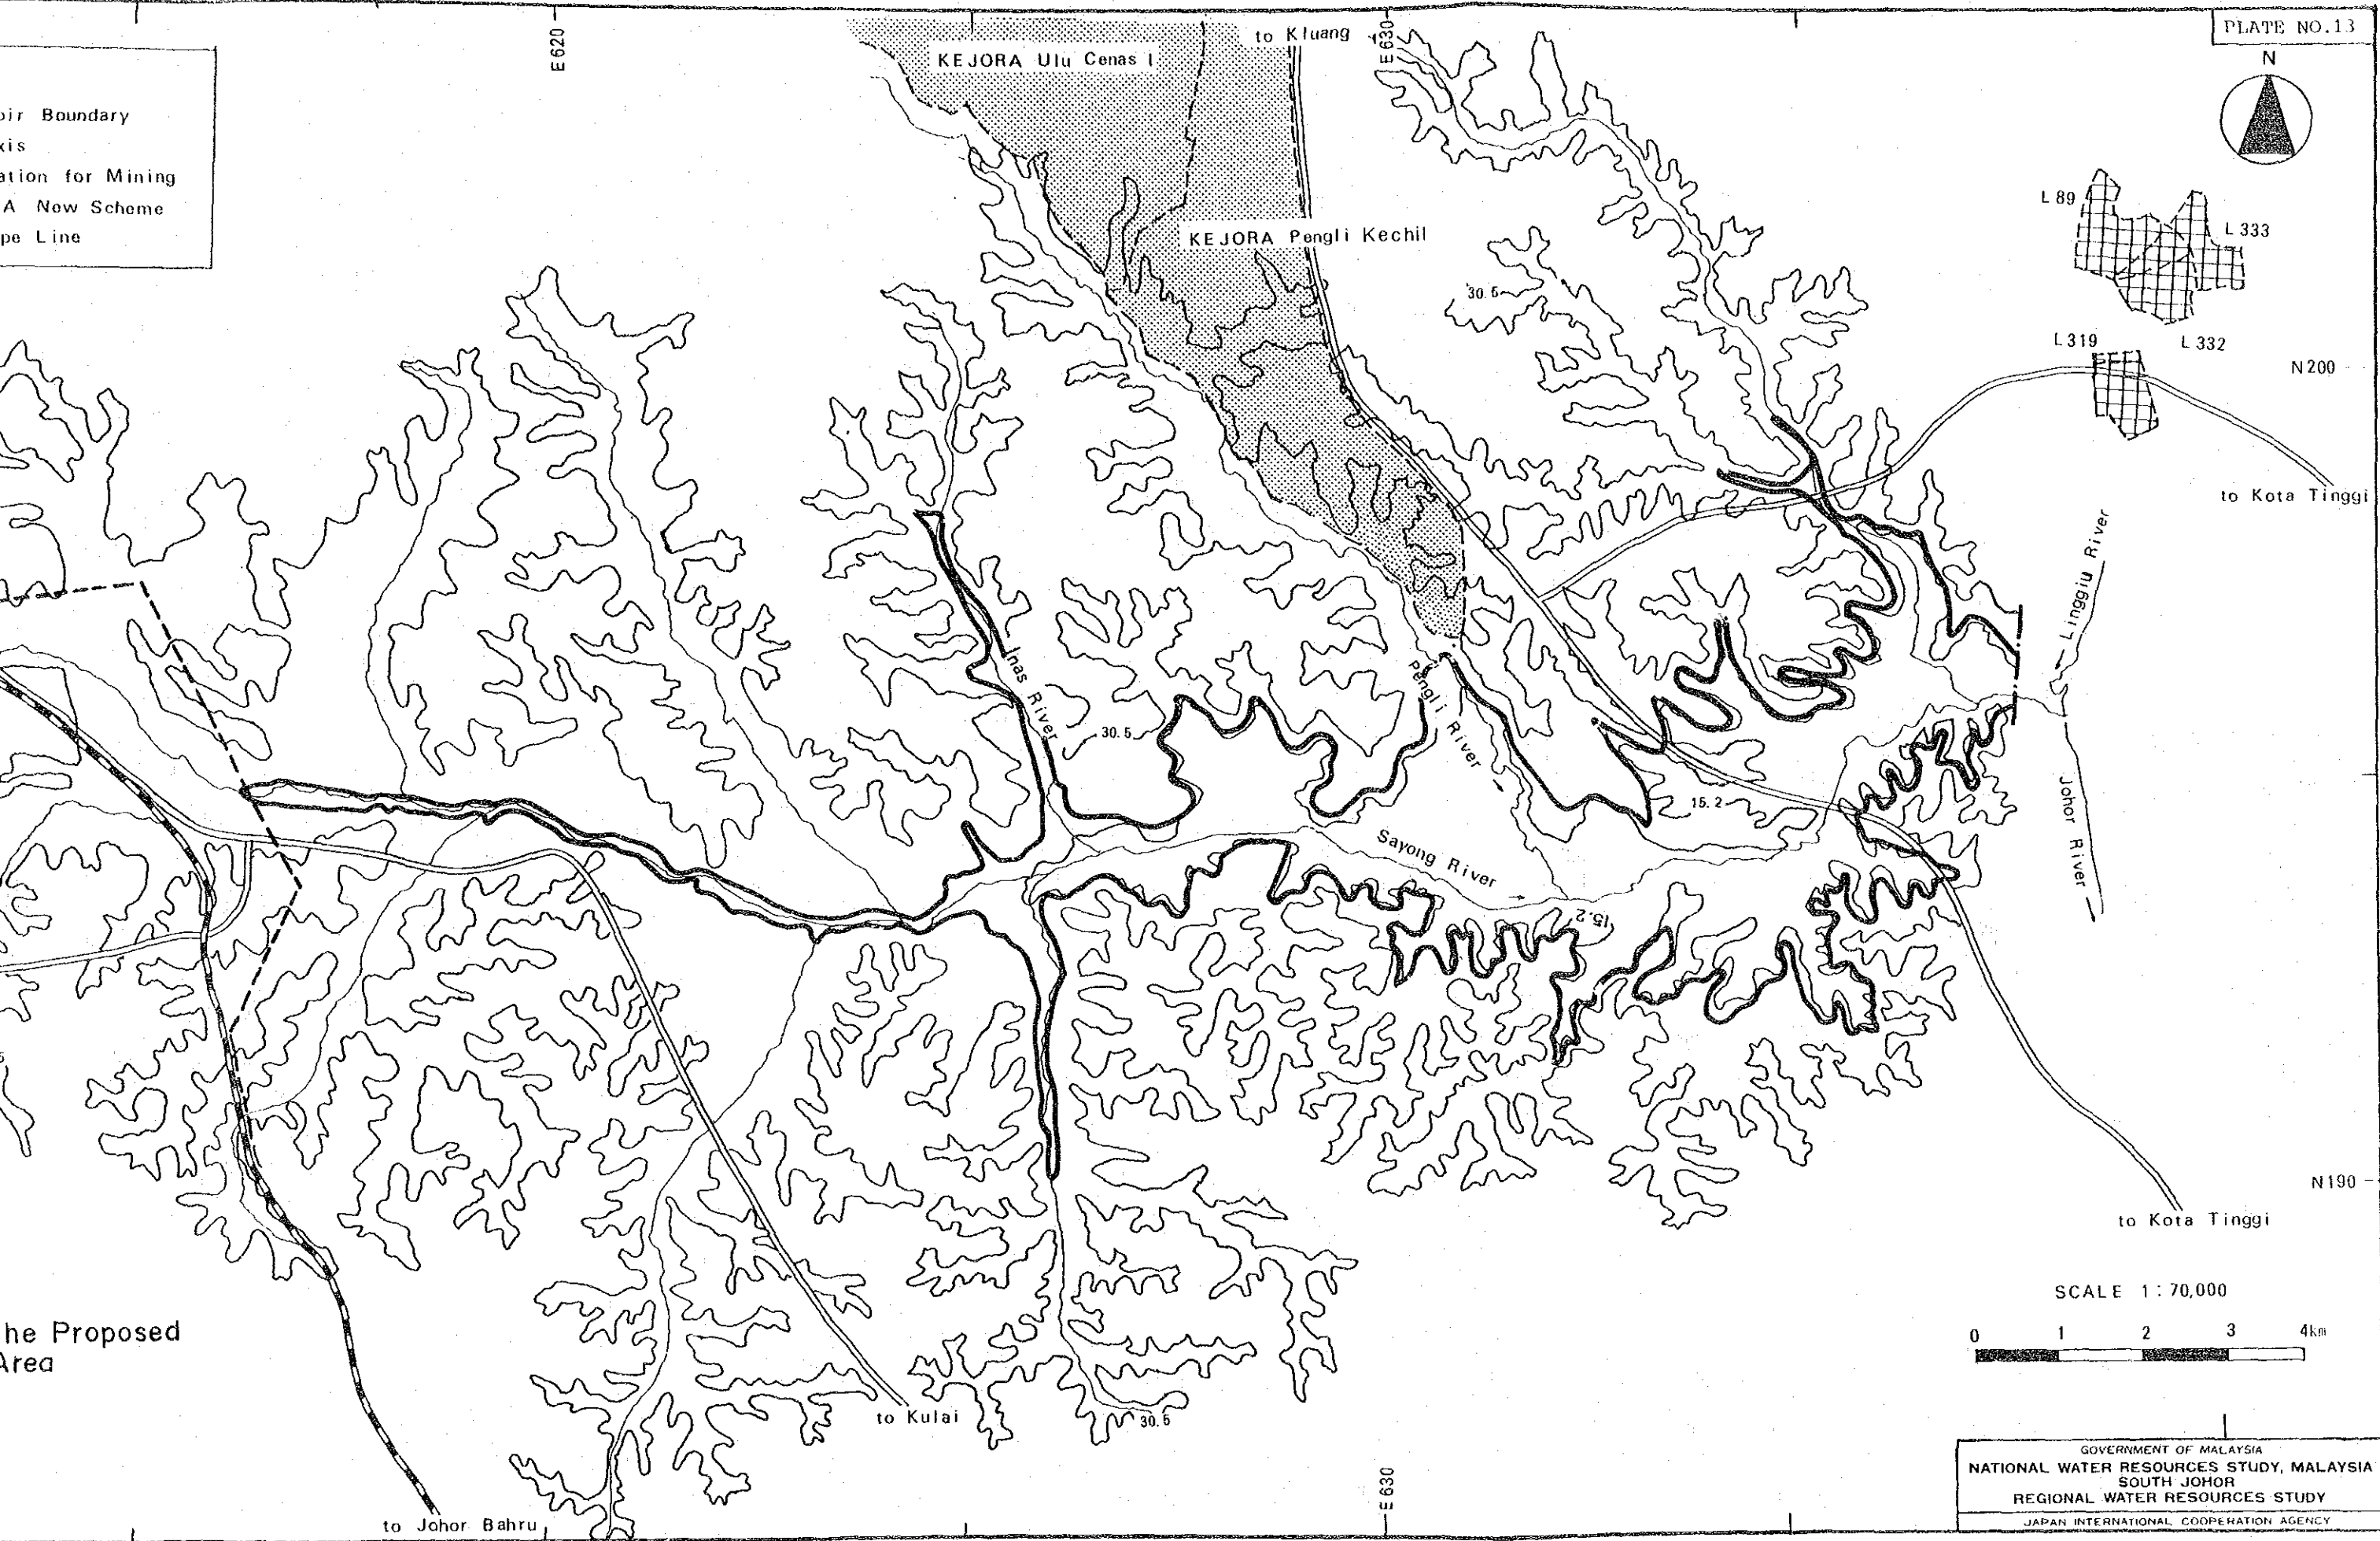 PLATE NO.13
E 620
to Kluang
E 630
KEJORA Ulu Cenas I
N
oir Boundary
xis
ation for Mining
A New Scheme
pe Line
L 89
L 333
KEJORA Pengli Kechil
30.5
L 319
L 332
N 200
to Kota Tinggi
Linggiu River
Inas River
Pengli River
30.5
15.2
Johor River
Sayong River
15.2
N 190
to Kota Tinggi
SCALE 1 : 70,000
0 1 2 3 4km
he Proposed
Area
to Kulai
30.5
E 630
to Johor Bahru
GOVERNMENT OF MALAYSIA
NATIONAL WATER RESOURCES STUDY, MALAYSIA
SOUTH JOHOR
REGIONAL WATER RESOURCES STUDY
JAPAN INTERNATIONAL COOPERATION AGENCY